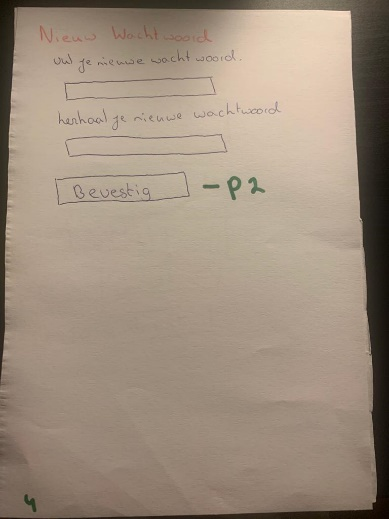 Nieuw Wachtwoord
vul je nieuwe wachtwoord.
herhaal je nieuwe wachtwoord
Bevestig - P2
4